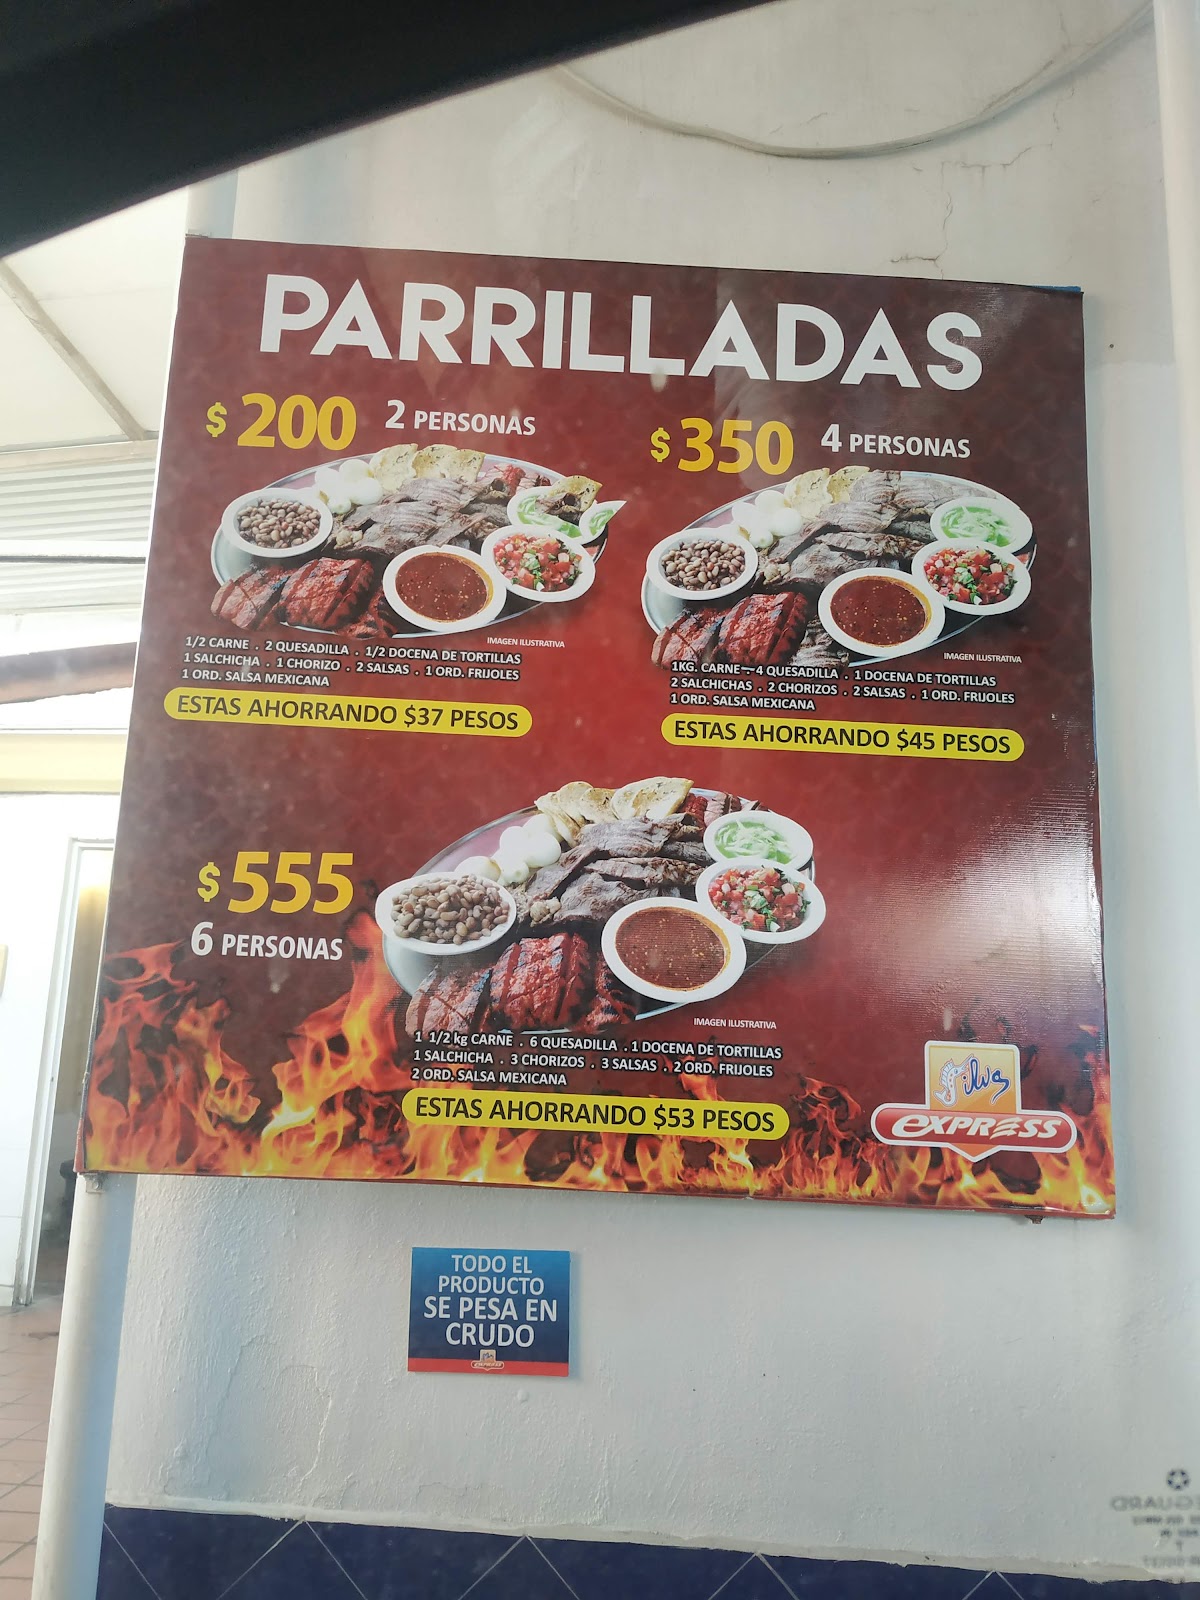 PARRILLADAS
$ 200 2 PERSONAS
IMAGEN ILUSTRATIVA
1/2 CARNE . 2 QUESADILLA . 1/2 DOCENA DE TORTILLAS
1 SALCHICHA . 1 CHORIZO . 2 SALSAS . 1 ORD. FRIJOLES
1 ORD. SALSA MEXICANA
ESTAS AHORRANDO $37 PESOS
$ 350 4 PERSONAS
IMAGEN ILUSTRATIVA
1KG. CARNE 4 QUESADILLA . 1 DOCENA DE TORTILLAS
2 SALCHICHAS . 2 CHORIZOS . 2 SALSAS . 1 ORD. FRIJOLES
1 ORD. SALSA MEXICANA
ESTAS AHORRANDO $45 PESOS
$ 555
6 PERSONAS
IMAGEN ILUSTRATIVA
1 1/2 kg CARNE . 6 QUESADILLA . 1 DOCENA DE TORTILLAS
1 SALCHICHA . 3 CHORIZOS . 3 SALSAS . 2 ORD. FRIJOLES
2 ORD. SALSA MEXICANA
ESTAS AHORRANDO $53 PESOS
Silva
EXPRESS
TODO EL
PRODUCTO
SE PESA EN
CRUDO
EXPRESS